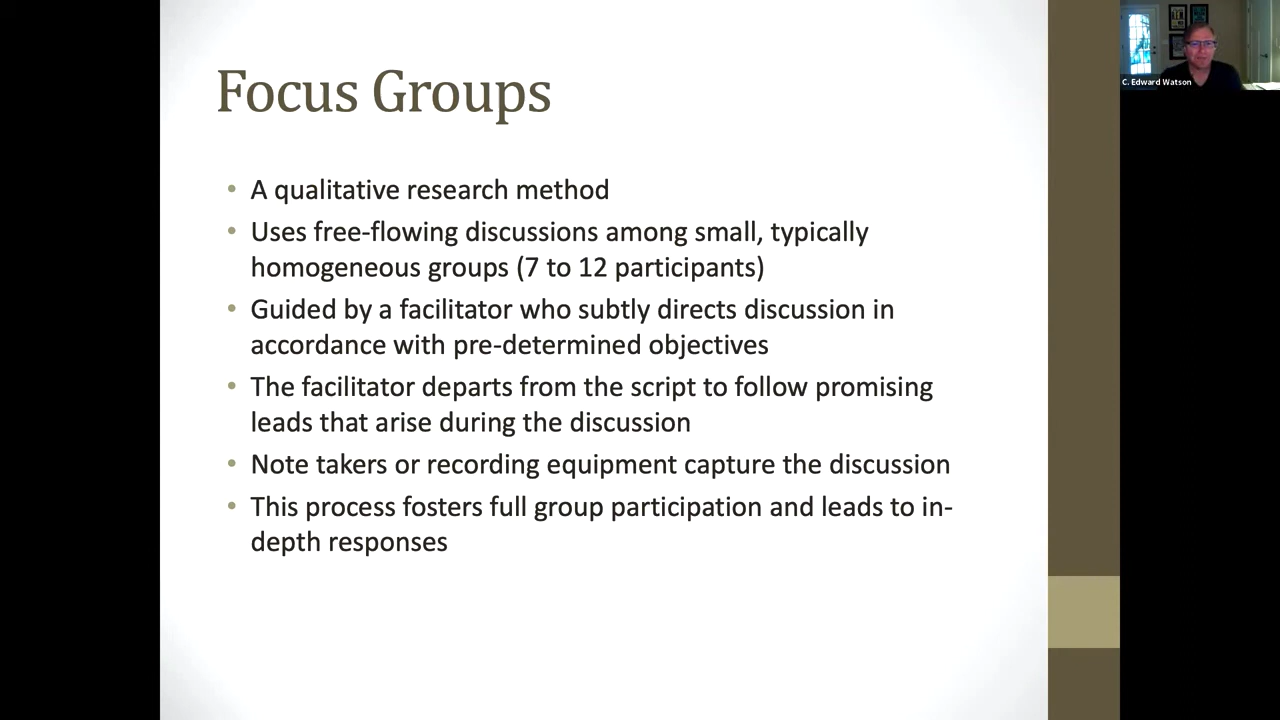 Focus Groups
• A qualitative research method
• Uses free-flowing discussions among small, typically
homogeneous groups (7 to 12 participants)
• Guided by a facilitator who subtly directs discussion in
accordance with pre-determined objectives
• The facilitator departs from the script to follow promising
leads that arise during the discussion
• Note takers or recording equipment capture the discussion
• This process fosters full group participation and leads to in-
depth responses
C. Edward Watson